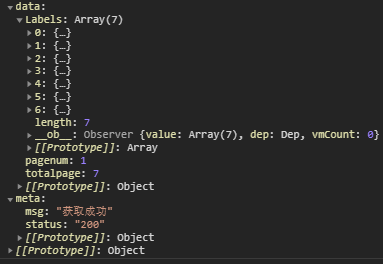 ▼data:
▼Labels: Array(7)
▶0: {…}
▶1: {…}
▶2: {…}
▶3: {…}
▶4: {…}
▶5: {…}
▶6: {…}
length: 7
▶__ob__: Observer {value: Array(7), dep: Dep, vmCount: 0}
▶[[Prototype]]: Array
pagenum: 1
totalpage: 7
▶[[Prototype]]: Object
▼meta:
msg: "获取成功"
status: "200"
▶[[Prototype]]: Object
▶[[Prototype]]: Object